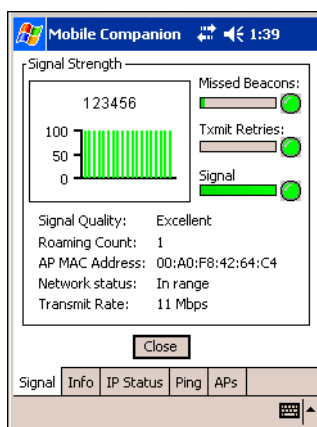 Mobile Companion 1:39
Signal Strength
Missed Beacons:
123456
Txmit Retries:
100
50
0
Signal
Signal Quality: Excellent
Roaming Count: 1
AP MAC Address: 00:A0:F8:42:64:C4
Network status: In range
Transmit Rate: 11 Mbps
Close
Signal Info IP Status Ping APs